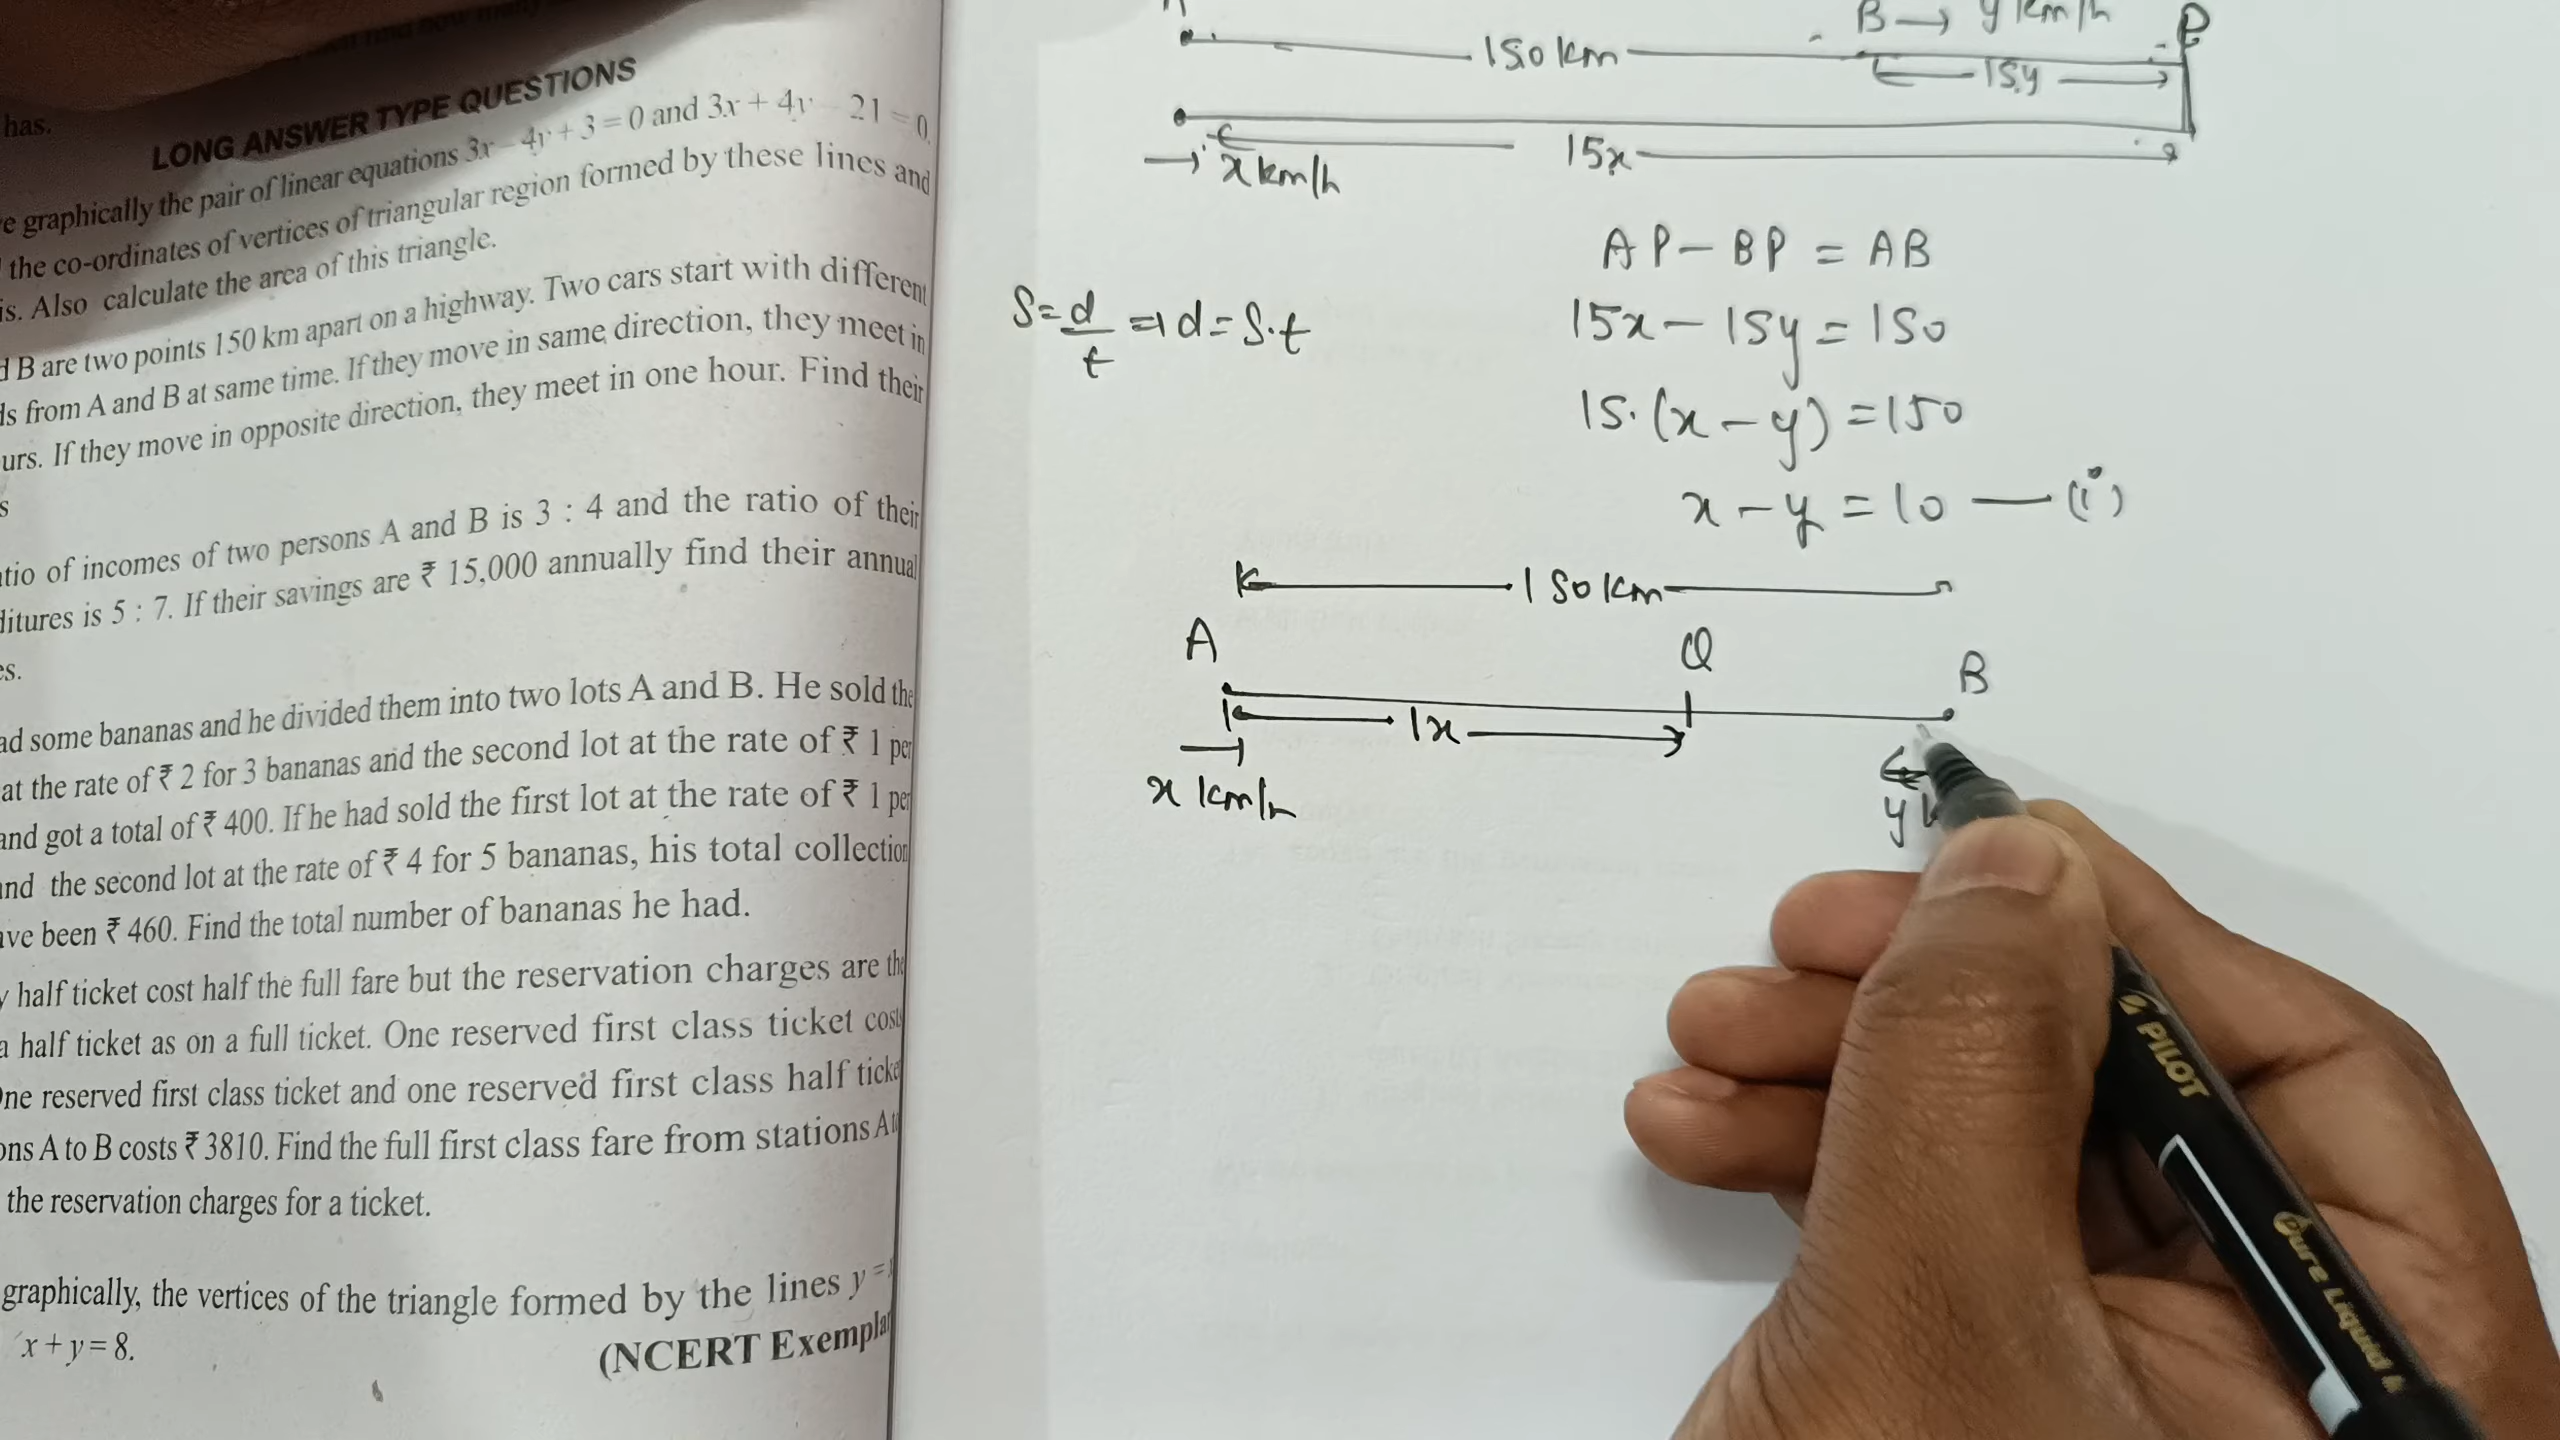 has.
LONG ANSWER TYPE QUESTIONS
graphically the pair of linear equations 3x - 4y + 3 = 0 and 3x + 4y - 21 = 0.
the co-ordinates of vertices of triangular region formed by these lines and
is. Also calculate the area of this triangle.
B are two points 150 km apart on a highway. Two cars start with different
ds from A and B at same time. If they move in same direction, they meet in
urs. If they move in opposite direction, they meet in one hour. Find their
s
atio of incomes of two persons A and B is 3 : 4 and the ratio of their
ditures is 5 : 7. If their savings are ₹ 15,000 annually find their annual
es.
ad some bananas and he divided them into two lots A and B. He sold the
at the rate of ₹ 2 for 3 bananas and the second lot at the rate of ₹ 1 per
and got a total of ₹ 400. If he had sold the first lot at the rate of ₹ 1 per
and the second lot at the rate of ₹ 4 for 5 bananas, his total collection
ave been ₹ 460. Find the total number of bananas he had.
y half ticket cost half the full fare but the reservation charges are the
a half ticket as on a full ticket. One reserved first class ticket costs
One reserved first class ticket and one reserved first class half ticke
ons A to B costs ₹ 3810. Find the full first class fare from stations A to
the reservation charges for a ticket.
graphically, the vertices of the triangle formed by the lines y =
x + y = 8.
(NCERT Exemplar
B → y km/h
P
150 km
15y
15x
x km/h
AP - BP = AB
S = d/t ⇒ d = S·t
15x - 15y = 150
15·(x - y) = 150
x - y = 10 — (i)
150 km
A Q B
1x
x km/h
y k
PILOT
Pure Liquid